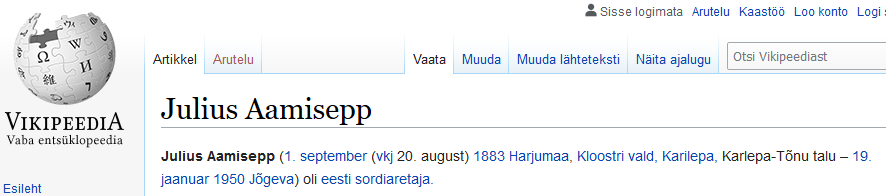 Sisse logimata Arutelu Kaastöö Loo konto Logi s
Artikkel Arutelu Vaata Muuda Muuda lähteteksti Näita ajalugu Otsi Vikipeediast
VIKIPEEDIA
Vaba entsüklopeedia
Julius Aamisepp
Julius Aamisepp (1. september (vkj 20. august) 1883 Harjumaa, Kloostri vald, Karilepa, Karlepa-Tõnu talu – 19.
jaanuar 1950 Jõgeva) oli eesti sordiaretaja.
Esileht